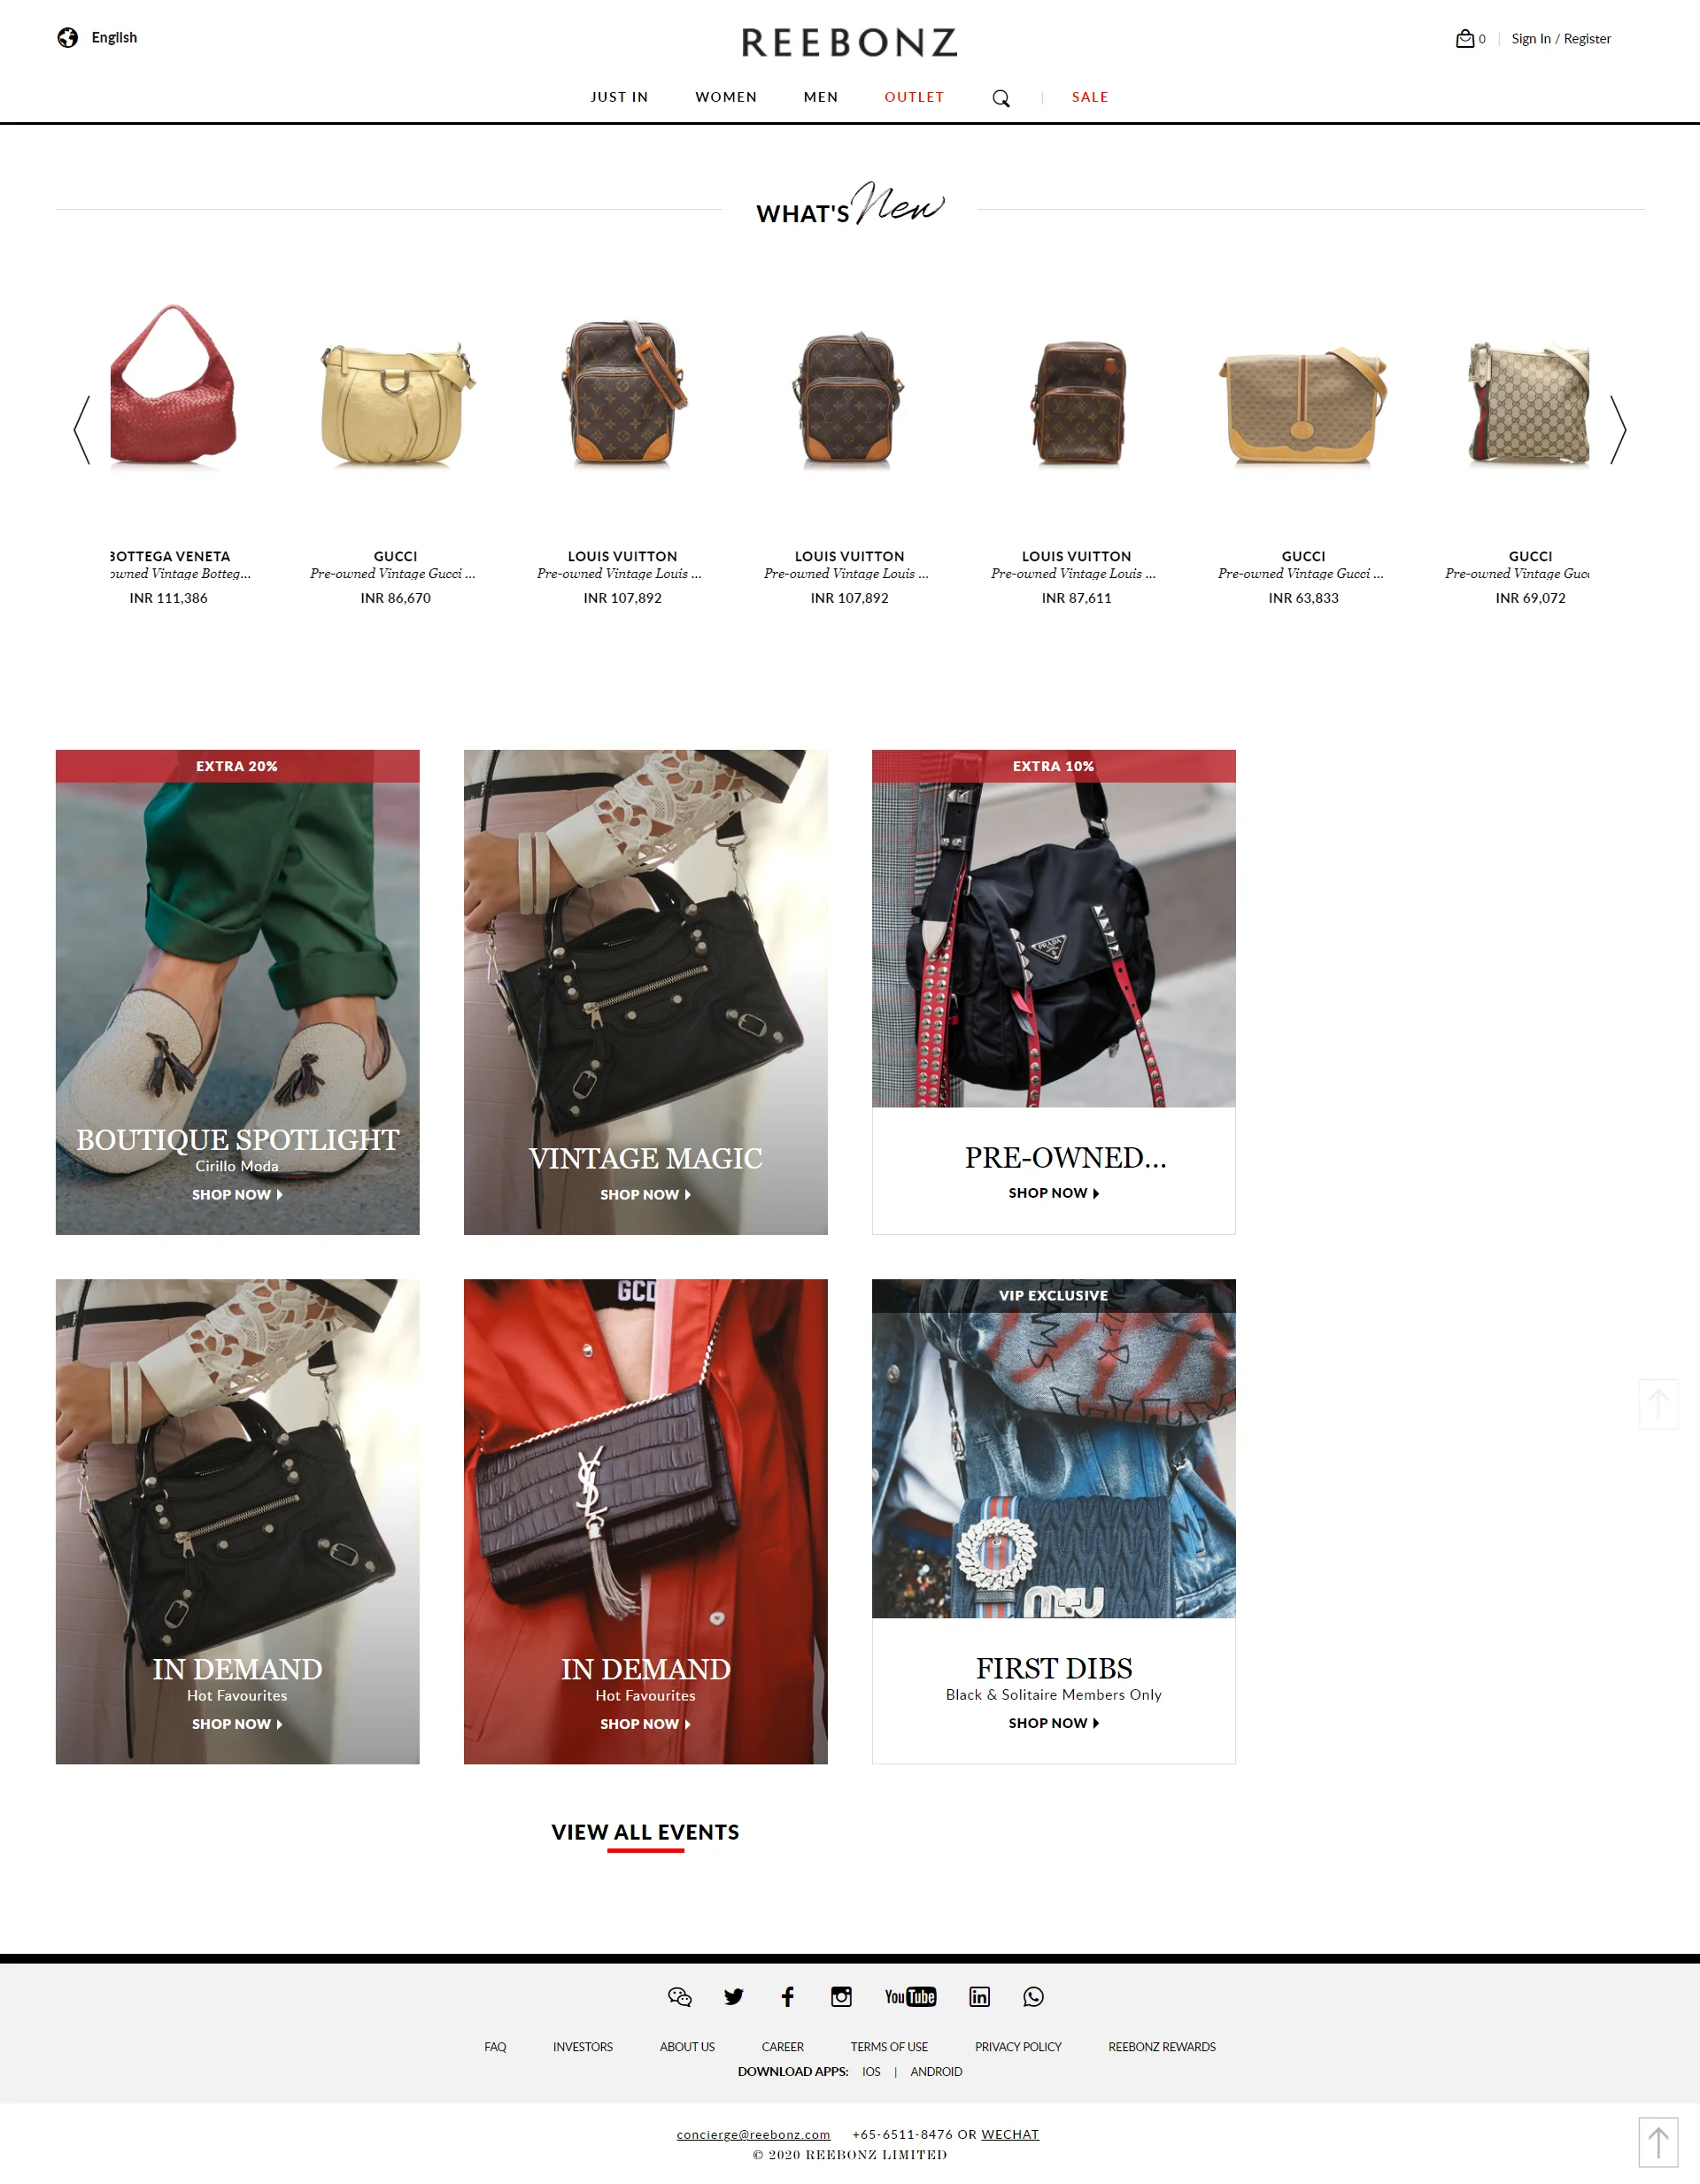 English
REEBONZ
0 | Sign In / Register
JUST IN WOMEN MEN OUTLET | SALE
WHAT'S New
BOTTEGA VENETA
owned Vintage Botteg...
INR 111,386
GUCCI
Pre-owned Vintage Gucci ...
INR 86,670
LOUIS VUITTON
Pre-owned Vintage Louis ...
INR 107,892
LOUIS VUITTON
Pre-owned Vintage Louis ...
INR 107,892
LOUIS VUITTON
Pre-owned Vintage Louis ...
INR 87,611
GUCCI
Pre-owned Vintage Gucci ...
INR 63,833
GUCCI
Pre-owned Vintage Gucc
INR 69,072
EXTRA 20%
BOUTIQUE SPOTLIGHT
Cirillo Moda
SHOP NOW
VINTAGE MAGIC
SHOP NOW
EXTRA 10%
PRADA
PRE-OWNED...
SHOP NOW
IN DEMAND
Hot Favourites
SHOP NOW
GCD
YSL
IN DEMAND
Hot Favourites
SHOP NOW
VIP EXCLUSIVE
MIU
FIRST DIBS
Black & Solitaire Members Only
SHOP NOW
VIEW ALL EVENTS
You Tube in
FAQ INVESTORS ABOUT US CAREER TERMS OF USE PRIVACY POLICY REEBONZ REWARDS
DOWNLOAD APPS: IOS | ANDROID
concierge@reebonz.com +65-6511-8476 OR WECHAT
© 2020 REEBONZ LIMITED